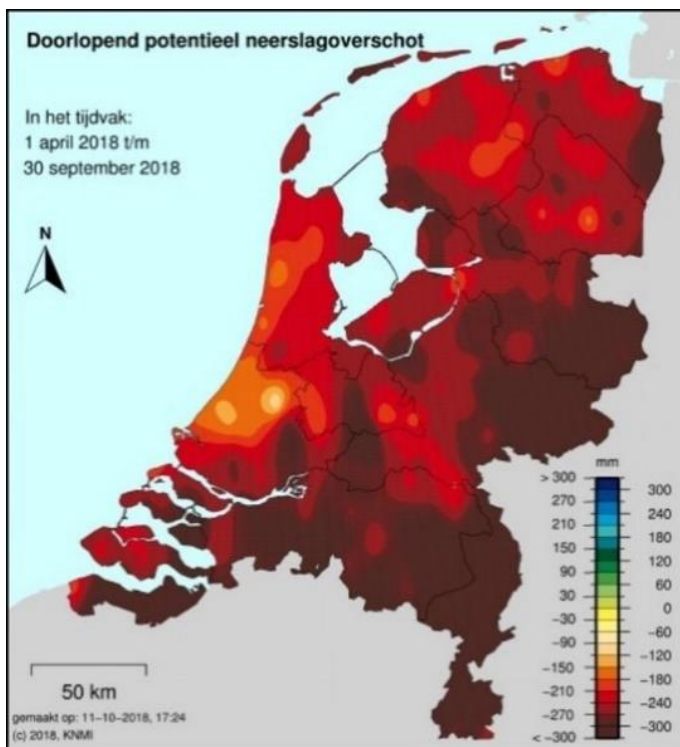 Doorlopend potentieel neerslagoverschot
In het tijdvak:
1 april 2018 t/m
30 september 2018
N
mm
> 300
300
270
240
210
180
150
120
90
60
30
0
-30
-60
-90
-120
-150
-180
-210
-240
-270
-300
< -300
50 km
gemaakt op: 11-10-2018, 17:24
(c) 2018, KNMI